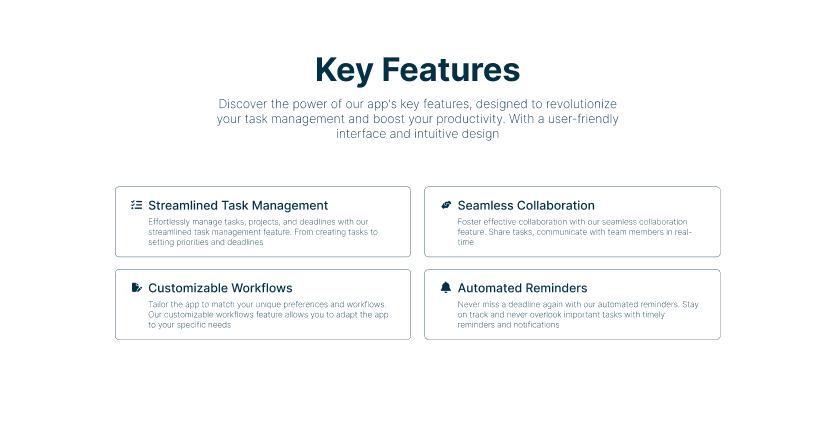 Key Features
Discover the power of our app's key features, designed to revolutionize
your task management and boost your productivity. With a user-friendly
interface and intuitive design
Streamlined Task Management
Effortlessly manage tasks, projects, and deadlines with our
streamlined task management feature. From creating tasks to
setting priorities and deadlines
Seamless Collaboration
Foster effective collaboration with our seamless collaboration
feature. Share tasks, communicate with team members in real-
time
Customizable Workflows
Tailor the app to match your unique preferences and workflows.
Our customizable workflows feature allows you to adapt the app
to your specific needs
Automated Reminders
Never miss a deadline again with our automated reminders. Stay
on track and never overlook important tasks with timely
reminders and notifications